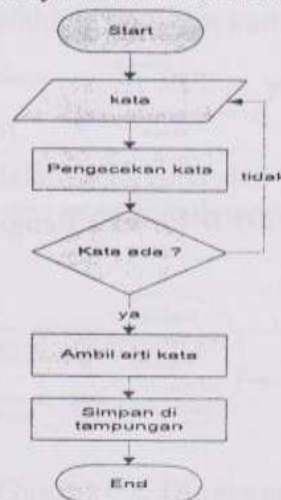 Start
kata
Pengecekan kata
tidak
Kata ada ?
ya
Ambil arti kata
Simpan di
tampungan
End